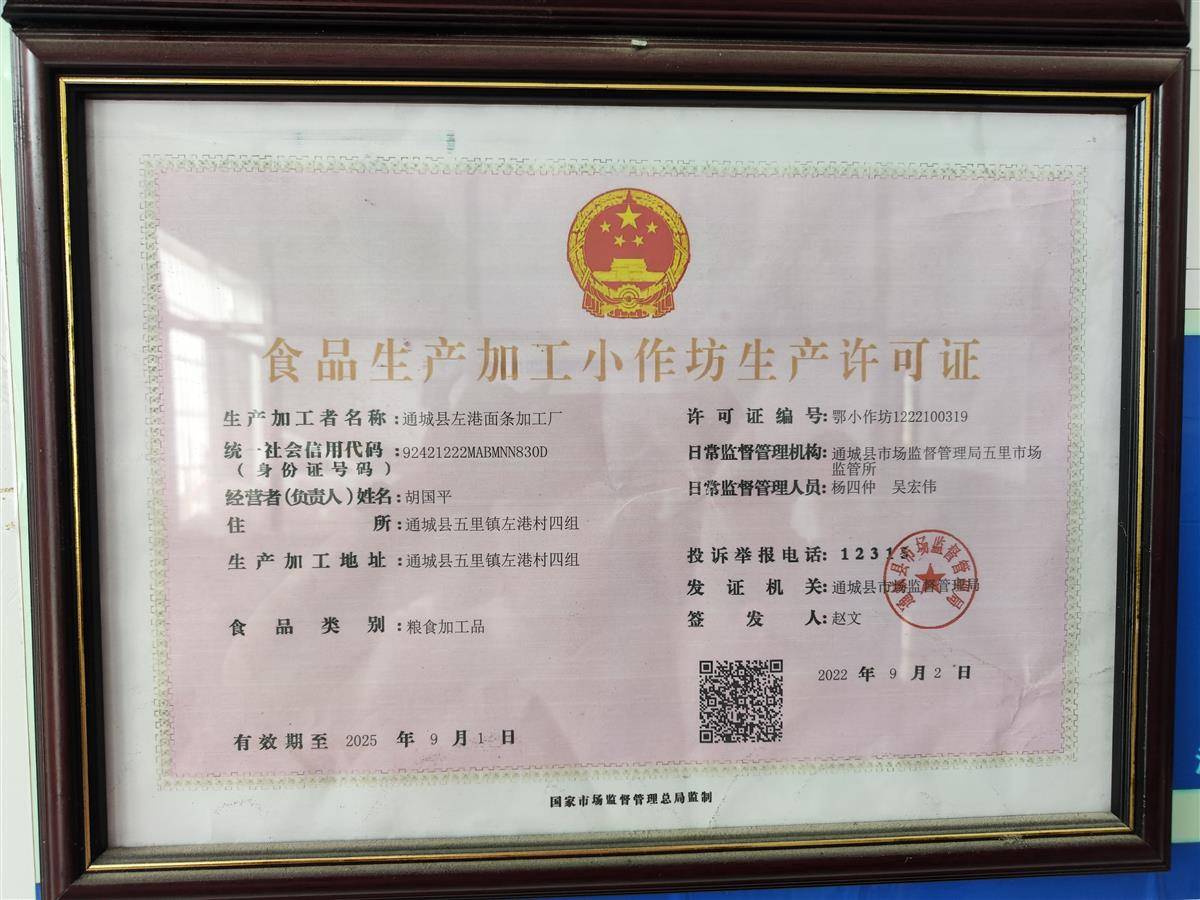 食品生产加工小作坊生产许可证
生产加工者名称:通城县左港面条加工厂
统一社会信用代码:92421222MABMNN830D
(身份证号码)
经营者(负责人)姓名:胡国平
住所:通城县五里镇左港村四组
生产加工地址:通城县五里镇左港村四组
食品类别:粮食加工品
有效期至 2025 年 9 月 1 日
许可证编号:鄂小作坊1222100319
日常监督管理机构:通城县市场监督管理局五里市场
监管所
日常监督管理人员:杨四仲 吴宏伟
投诉举报电话:12315
发证机关:通城县市场监督管理局
签发人:赵文
通城县市场监督管理局
2022 年 9 月 2 日
国家市场监督管理总局监制